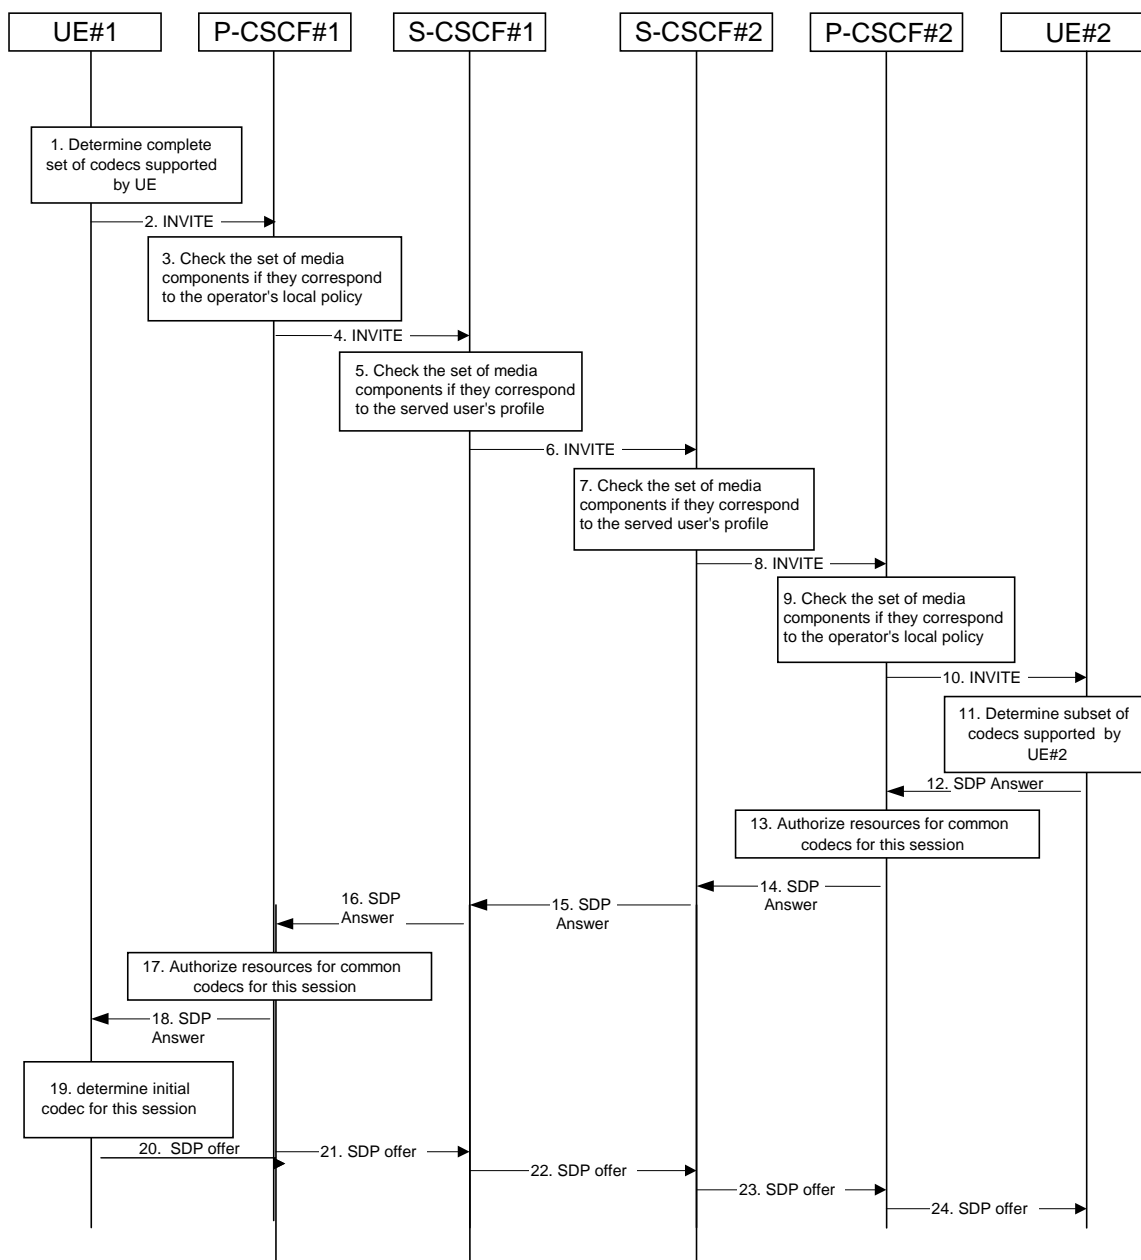 UE#1 P-CSCF#1 S-CSCF#1 S-CSCF#2 P-CSCF#2 UE#2
1. Determine complete
set of codecs supported
by UE
2. INVITE
3. Check the set of media
components if they correspond
to the operator's local policy
4. INVITE
5. Check the set of media
components if they correspond
to the served user's profile
6. INVITE
7. Check the set of media
components if they correspond
to the served user's profile
8. INVITE
9. Check the set of media
components if they correspond
to the operator's local policy
10. INVITE
11. Determine subset of
codecs supported by
UE#2
12. SDP Answer
13. Authorize resources for common
codecs for this session
14. SDP
Answer
15. SDP
Answer
16. SDP
Answer
17. Authorize resources for common
codecs for this session
18. SDP
Answer
19. determine initial
codec for this session
20. SDP offer
21. SDP offer
22. SDP offer
23. SDP offer
24. SDP offer